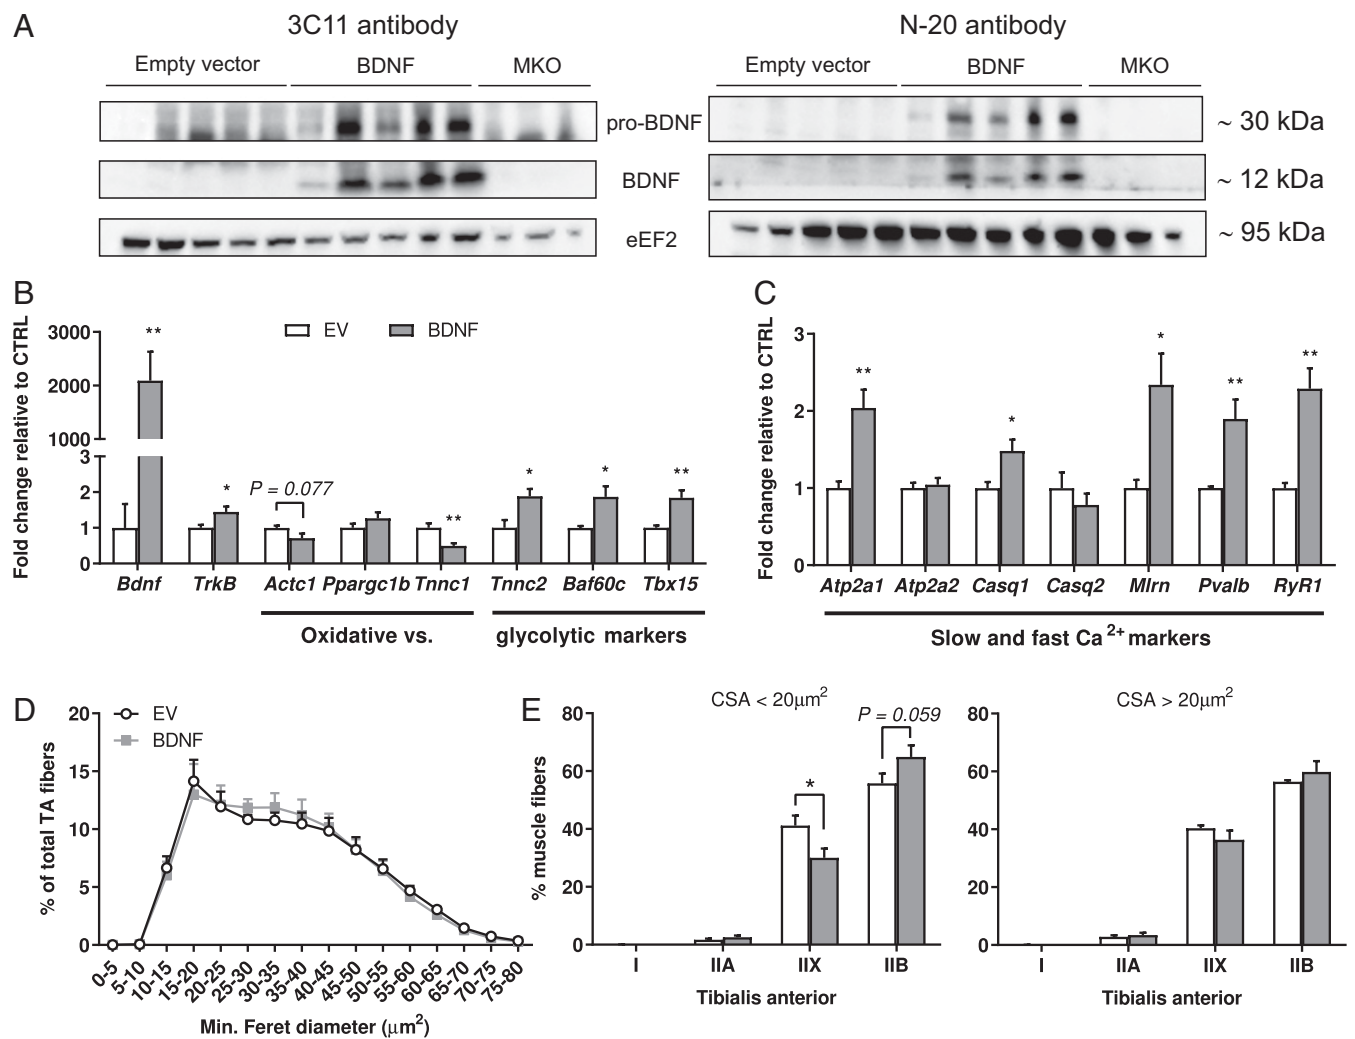 A
3C11 antibody
N-20 antibody
Empty vector BDNF MKO
Empty vector BDNF MKO
pro-BDNF
~ 30 kDa
BDNF
~ 12 kDa
eEF2
~ 95 kDa
B
Fold change relative to CTRL
3000
2000
1000
3
2
1
0
EV
BDNF
**
*
P = 0.077
**
*
*
**
Bdnf TrkB Actc1 Ppargc1b Tnnc1 Tnnc2 Baf60c Tbx15
Oxidative vs. glycolytic markers
C
Fold change relative to CTRL
3
2
1
0
**
*
*
**
**
Atp2a1 Atp2a2 Casq1 Casq2 Mlrn Pvalb RyR1
Slow and fast Ca2+ markers
D
% of total TA fibers
20
15
10
5
0
EV
BDNF
0-5 5-10 10-15 15-20 20-25 25-30 30-35 35-40 40-45 45-50 50-55 55-60 60-65 65-70 70-75 75-80
Min. Feret diameter (μm2)
E
CSA < 20μm2
% muscle fibers
80
60
40
20
0
*
P = 0.059
I IIA IIX IIB
Tibialis anterior
CSA > 20μm2
80
60
40
20
0
I IIA IIX IIB
Tibialis anterior